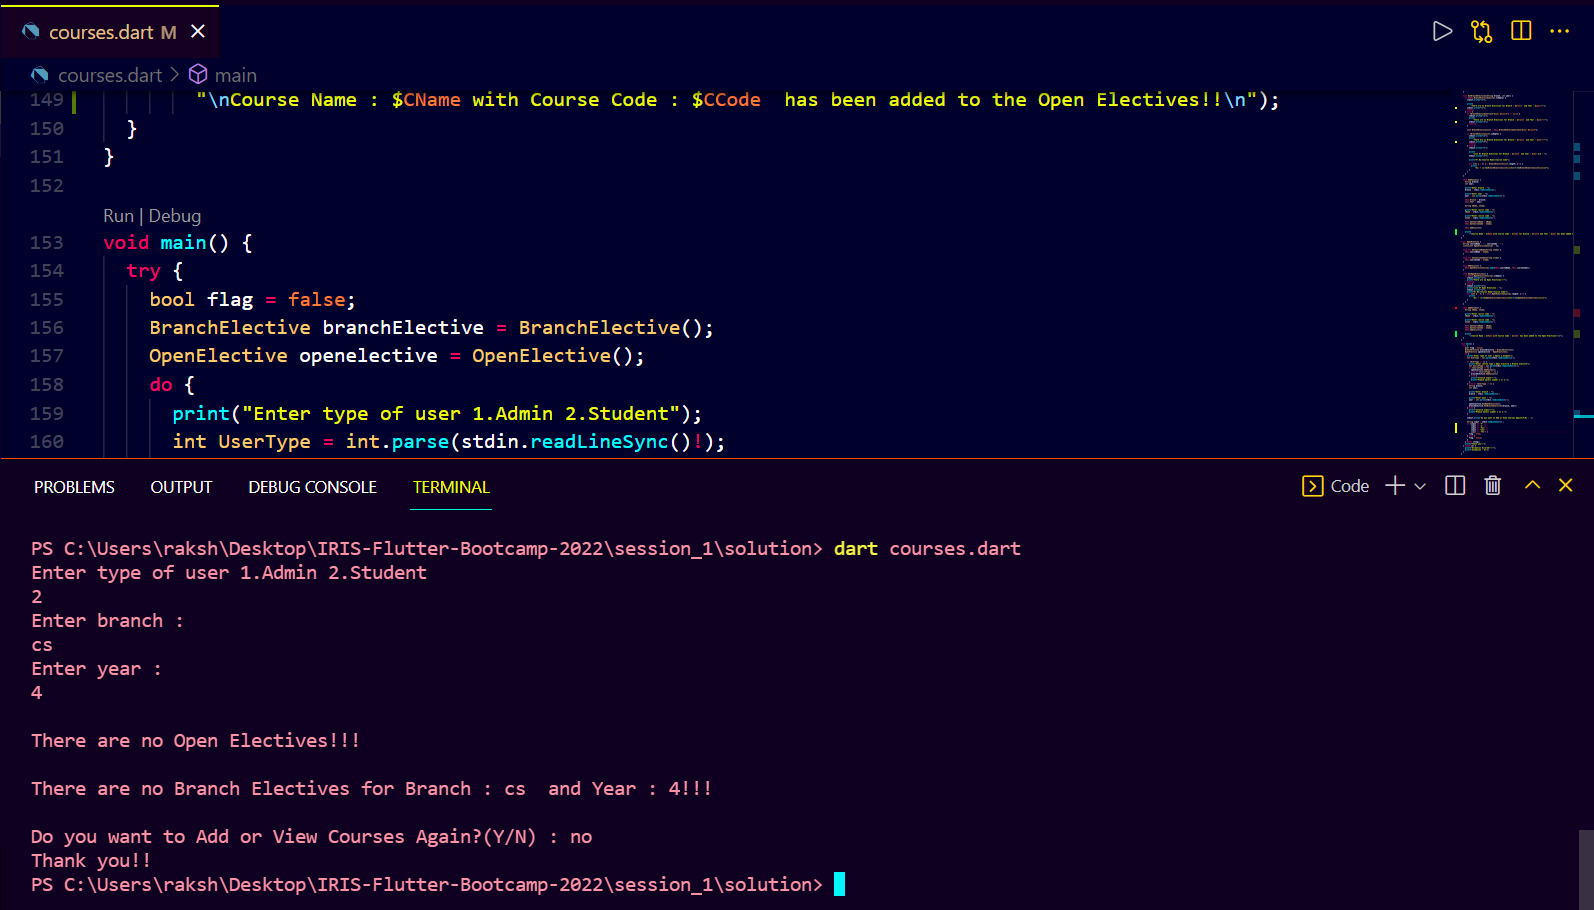 courses.dart M
courses.dart > main
149 "\nCourse Name : $CName with Course Code : $CCode  has been added to the Open Electives!!\n");
150 }
151 }
152
Run | Debug
153 void main() {
154 try {
155 bool flag = false;
156 BranchElective branchElective = BranchElective();
157 OpenElective openelective = OpenElective();
158 do {
159 print("Enter type of user 1.Admin 2.Student");
160 int UserType = int.parse(stdin.readLineSync()!);
PROBLEMS OUTPUT DEBUG CONSOLE TERMINAL Code
PS C:\Users\raksh\Desktop\IRIS-Flutter-Bootcamp-2022\session_1\solution> dart courses.dart
Enter type of user 1.Admin 2.Student
2
Enter branch :
cs
Enter year :
4
There are no Open Electives!!!
There are no Branch Electives for Branch : cs  and Year : 4!!!
Do you want to Add or View Courses Again?(Y/N) : no
Thank you!!
PS C:\Users\raksh\Desktop\IRIS-Flutter-Bootcamp-2022\session_1\solution>